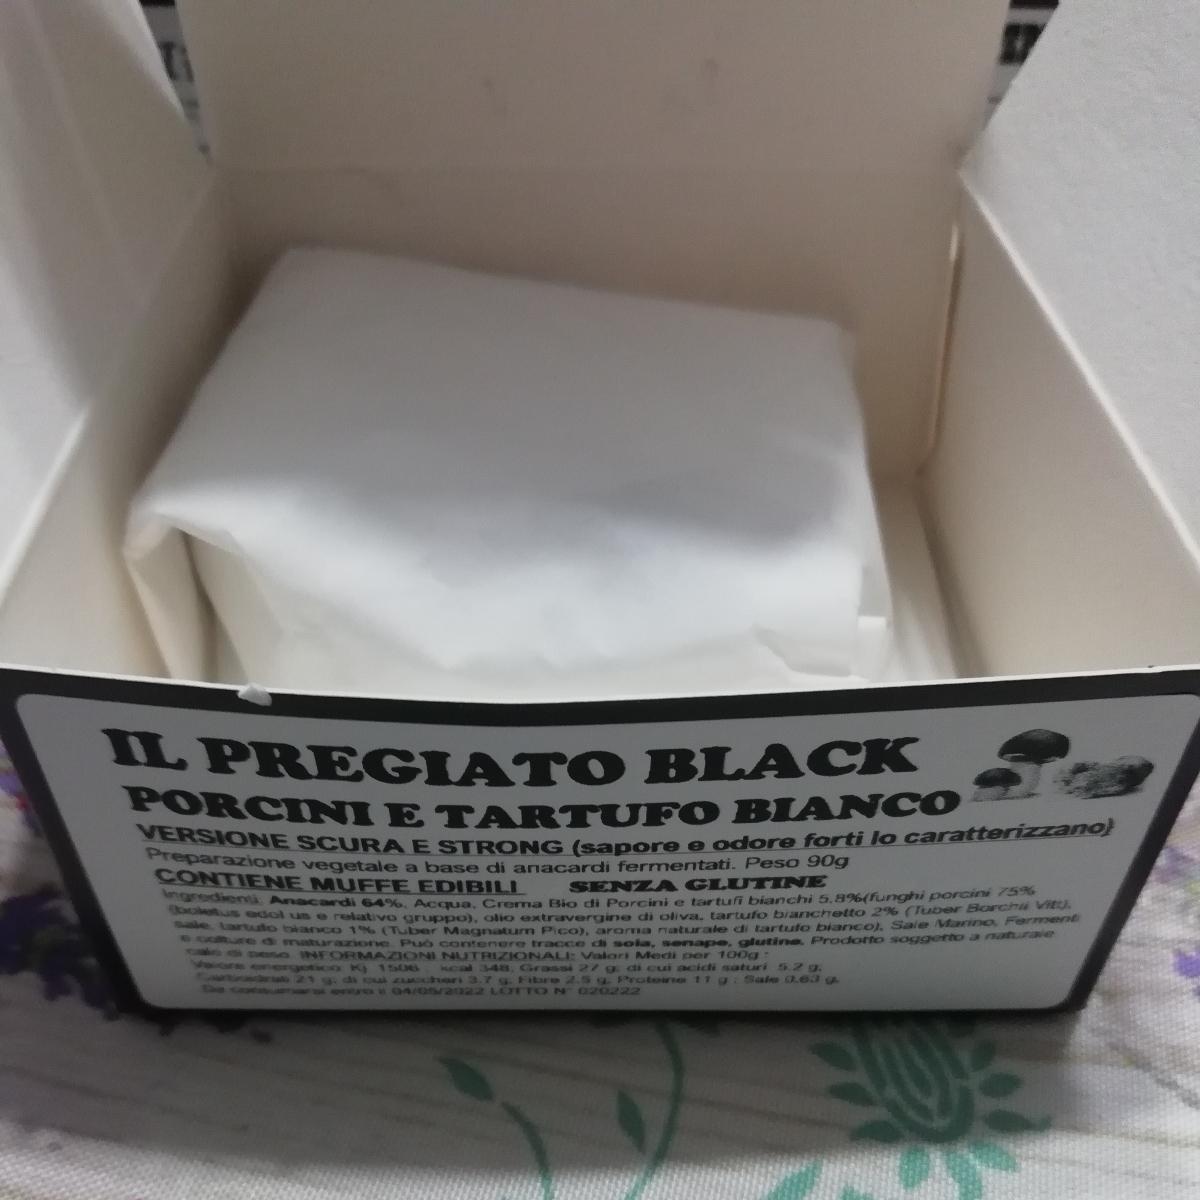 IL PREGIATO BLACK
PORCINI E TARTUFO BIANCO
VERSIONE SCURA E STRONG (sapore e odore forti lo caratterizzano)
Preparazione vegetale a base di anacardi fermentati. Peso 90g
CONTIENE MUFFE EDIBILI SENZA GLUTINE
Ingredienti: Anacardi 64%, Acqua, Crema Bio di Porcini e tartufi bianchi 5.8%(funghi porcini 75%
(boletus edul us e relativo gruppo), olio extravergine di oliva, tartufo bianchetto 2% (Tuber Borchii Vitt),
sale, tartufo bianco 1% (Tuber Magnatum Pico), aroma naturale di tartufo bianco), Sale Marino, Fermenti
e colture di maturazione. Può contenere tracce di soia, senape, glutine. Prodotto soggetto a naturale
calo di peso. INFORMAZIONI NUTRIZIONALI: Valori Medi per 100g :
Valore energetico Kj 1506 kcal 348; Grassi 27 g; di cui acidi saturi 5.2 g;
Carboidrati 21 g; di cui zuccheri 3.7 g; Fibre 2.5 g; Proteine 11 g ; Sale 0.63 g.
Da consumarsi entro il 04/05/2022 LOTTO N° 020222